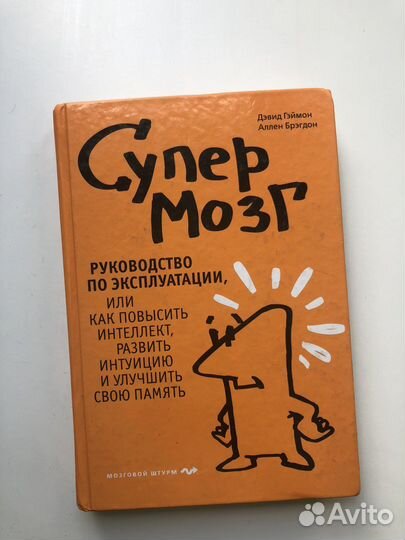 Дэвид Гэймон
Аллен Брэгдон
Супер
мозг
РУКОВОДСТВО
ПО ЭКСПЛУАТАЦИИ,
ИЛИ
КАК ПОВЫСИТЬ
ИНТЕЛЛЕКТ,
РАЗВИТЬ
ИНТУИЦИЮ
И УЛУЧШИТЬ
СВОЮ ПАМЯТЬ
МОЗГОВОЙ ШТУРМ
Avito